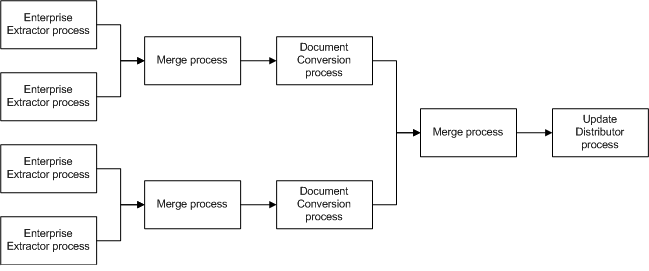 Enterprise
Extractor process
Enterprise
Extractor process
Merge process
Document
Conversion
process
Enterprise
Extractor process
Enterprise
Extractor process
Merge process
Document
Conversion
process
Merge process
Update
Distributor
process